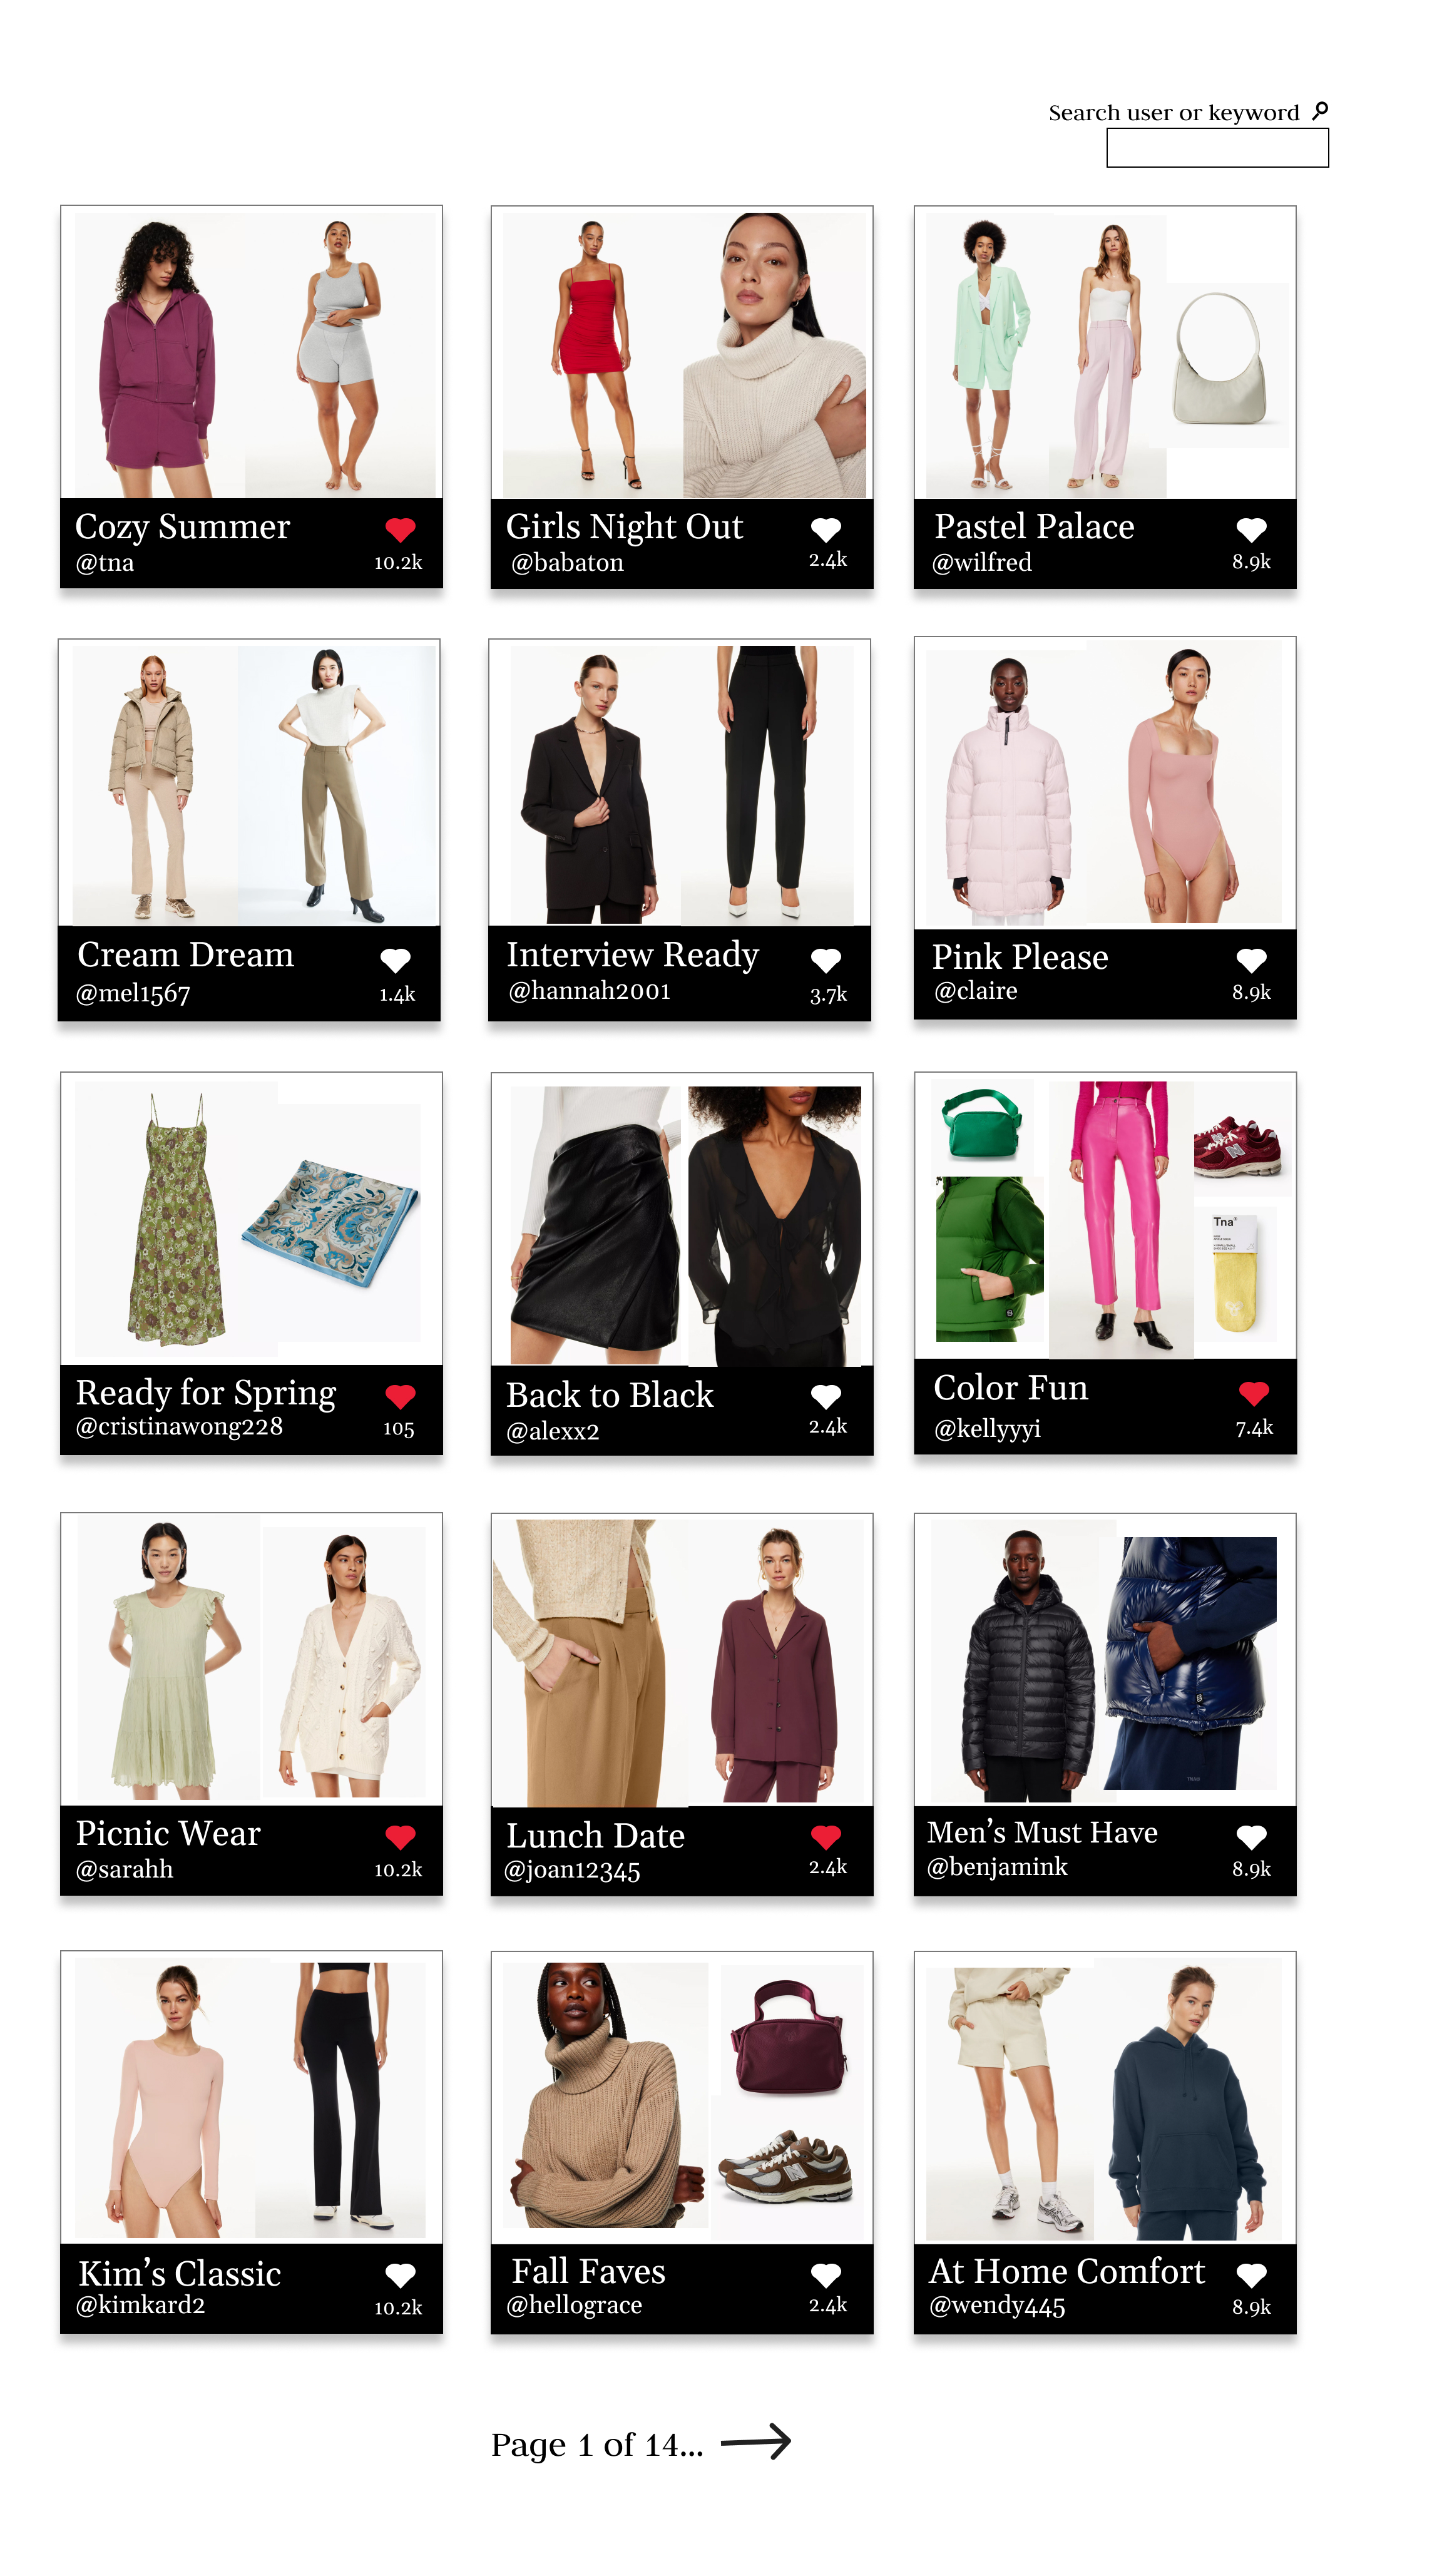 Search user or keyword
Cozy Summer
@tna
10.2k
Girls Night Out
@babaton
2.4k
Pastel Palace
@wilfred
8.9k
Cream Dream
@mel1567
1.4k
Interview Ready
@hannah2001
3.7k
Pink Please
@claire
8.9k
Tna
Ready for Spring
@cristinawong228
105
Back to Black
@alexx2
2.4k
Color Fun
@kellyyyi
7.4k
Picnic Wear
@sarahh
10.2k
Lunch Date
@joan12345
2.4k
Men's Must Have
@benjamink
8.9k
Kim's Classic
@kimkard2
10.2k
Fall Faves
@hellograce
2.4k
At Home Comfort
@wendy445
8.9k
Page 1 of 14...